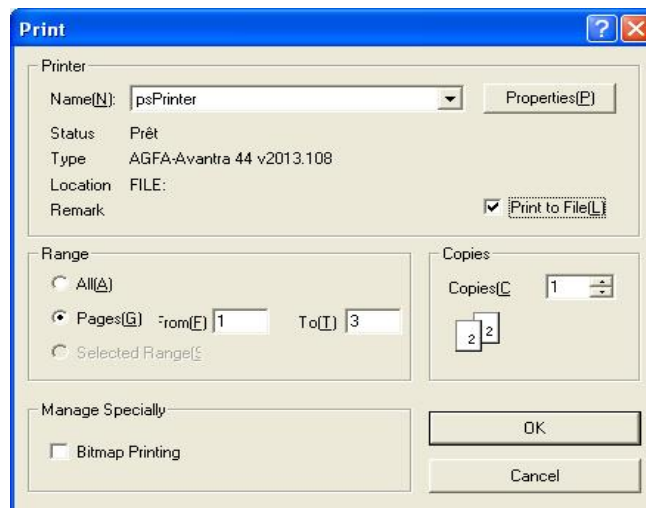 Print
Printer
Name(N): psPrinter Properties(P)
Status Prêt
Type AGFA-Avantra 44 v2013.108
Location FILE:
Remark Print to File(L)
Range
All(A)
Pages(G) From(F) 1 To(T) 3
Selected Range(S
Copies
Copies(C 1
2 2
Manage Specially
Bitmap Printing
OK
Cancel